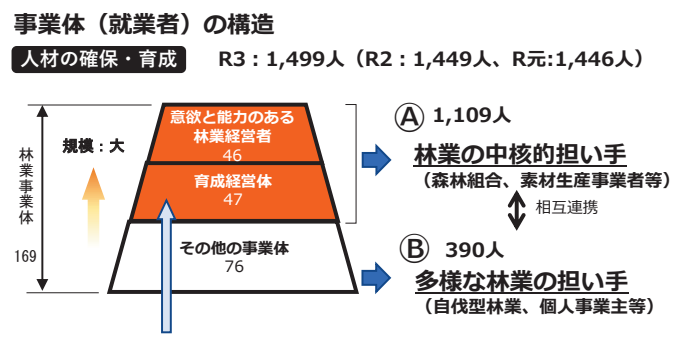 事業体（就業者）の構造
人材の確保・育成
R3：1,499人（R2：1,449人、R元:1,446人）
林業事業体
169
規模：大
意欲と能力のある
林業経営者
46
育成経営体
47
その他の事業体
76
Ⓐ 1,109人
林業の中核的担い手
（森林組合、素材生産事業者等）
相互連携
Ⓑ 390人
多様な林業の担い手
（自伐型林業、個人事業主等）